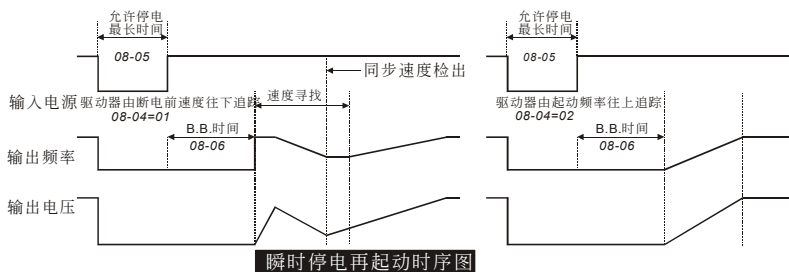 允许停电
最长时间
08-05
同步速度检出
输入电源
驱动器由断电前速度往下追踪
08-04=01
速度寻找
B.B.时间
08-06
输出频率
输出电压
允许停电
最长时间
08-05
驱动器由起动频率往上追踪
08-04=02
B.B.时间
08-06
瞬时停电再起动时序图